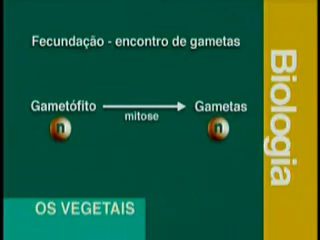 Fecundação - encontro de gametas
Gametófito
mitose
Gametas
n
n
Biologia
OS VEGETAIS